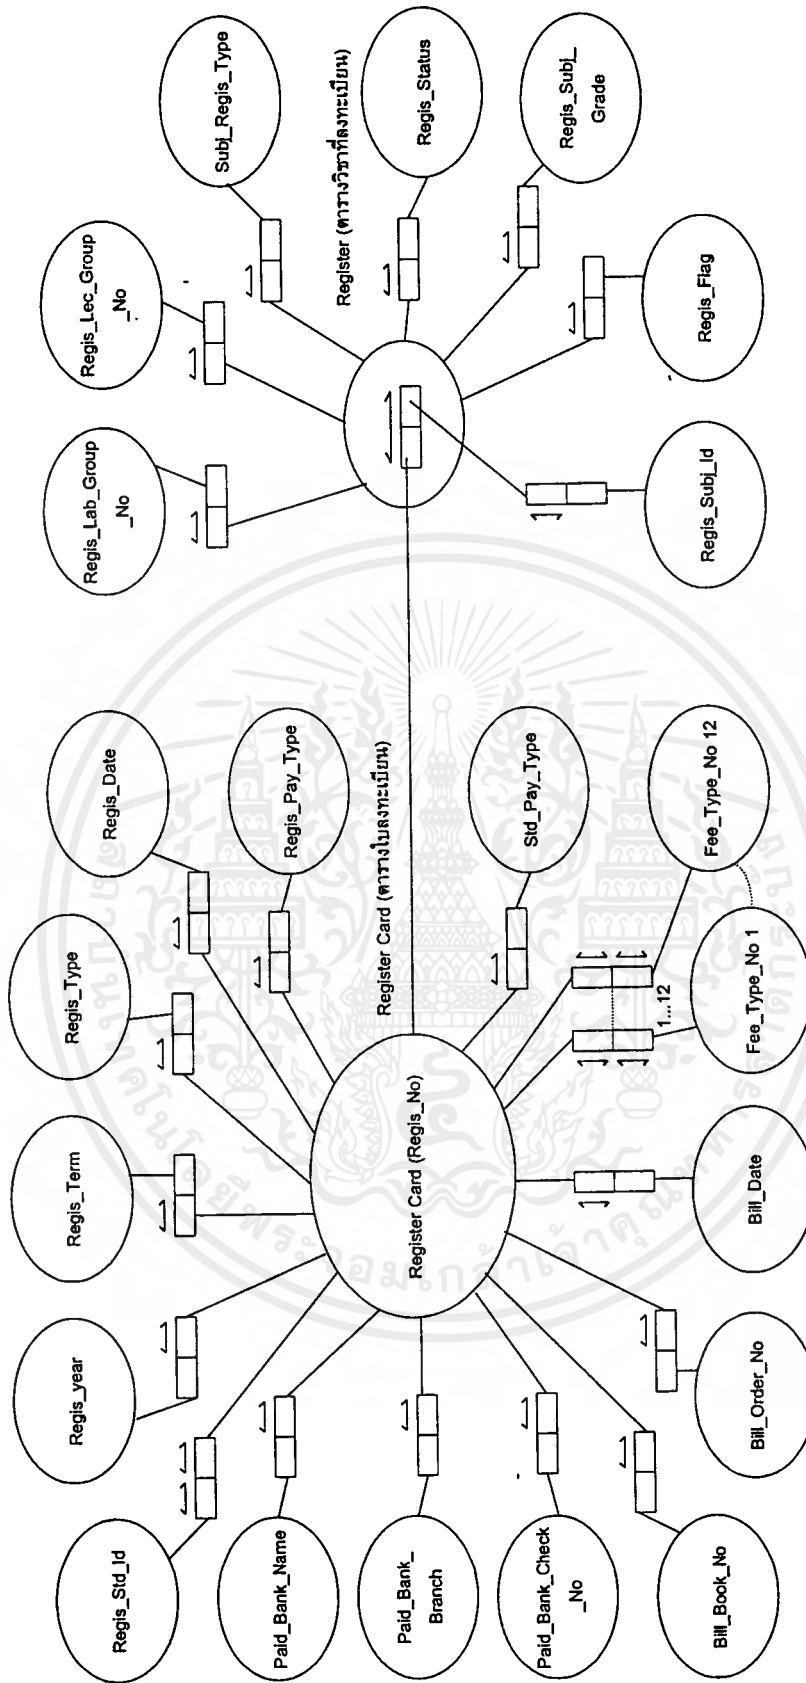 Regis_Std_Id
Regis_year
Regis_Term
Regis_Type
Regis_Date
Regis_Pay_Type
Paid_Bank_Name
Paid_Bank_
Branch
Paid_Bank_Check
_No
Bill_Book_No
Bill_Order_No
Bill_Date
Register Card (Regis_No)
Register Card (ตารางใบลงทะเบียน)
Std_Pay_Type
1...12
Fee_Type_No 1
Fee_Type_No 12
Regis_Lab_Group
_No
Regis_Lec_Group
_No
Subj_Regis_Type
Register (ตารางวิชาที่ลงทะเบียน)
Regis_Status
Regis_Subj_
Grade
Regis_Flag
Regis_Subj_Id